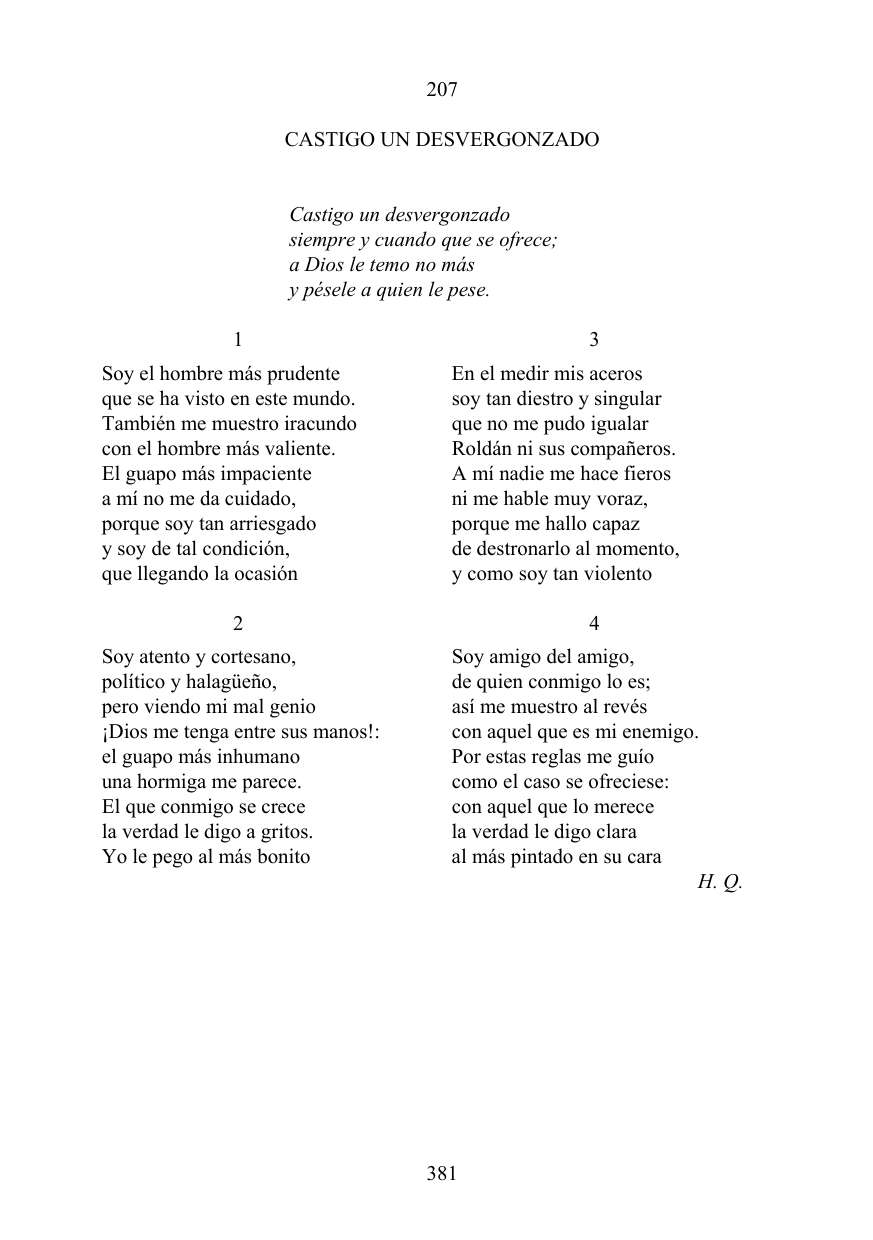 207
CASTIGO UN DESVERGONZADO
Castigo un desvergonzado
siempre y cuando que se ofrece;
a Dios le temo no más
y pésele a quien le pese.
1
Soy el hombre más prudente
que se ha visto en este mundo.
También me muestro iracundo
con el hombre más valiente.
El guapo más impaciente
a mí no me da cuidado,
porque soy tan arriesgado
y soy de tal condición,
que llegando la ocasión
2
Soy atento y cortesano,
político y halagüeño,
pero viendo mi mal genio
¡Dios me tenga entre sus manos!:
el guapo más inhumano
una hormiga me parece.
El que conmigo se crece
la verdad le digo a gritos.
Yo le pego al más bonito
3
En el medir mis aceros
soy tan diestro y singular
que no me pudo igualar
Roldán ni sus compañeros.
A mí nadie me hace fieros
ni me hable muy voraz,
porque me hallo capaz
de destronarlo al momento,
y como soy tan violento
4
Soy amigo del amigo,
de quien conmigo lo es;
así me muestro al revés
con aquel que es mi enemigo.
Por estas reglas me guío
como el caso se ofreciese:
con aquel que lo merece
la verdad le digo clara
al más pintado en su cara
H. Q.
381